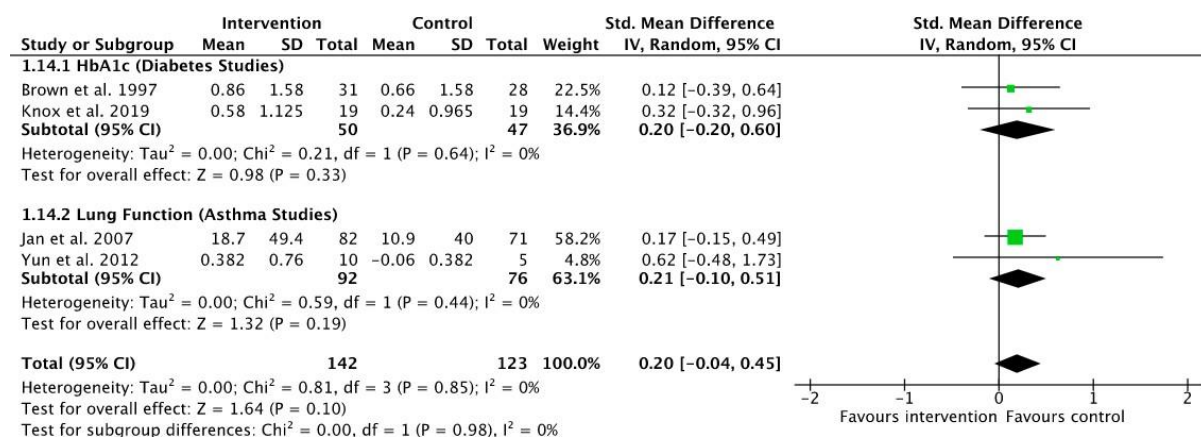 Intervention Control Std. Mean Difference Std. Mean Difference
Study or Subgroup Mean SD Total Mean SD Total Weight IV, Random, 95% CI IV, Random, 95% CI
1.14.1 HbA1c (Diabetes Studies)
Brown et al. 1997 0.86 1.58 31 0.66 1.58 28 22.5% 0.12 [−0.39, 0.64]
Knox et al. 2019 0.58 1.125 19 0.24 0.965 19 14.4% 0.32 [−0.32, 0.96]
Subtotal (95% CI) 50 47 36.9% 0.20 [−0.20, 0.60]
Heterogeneity: Tau² = 0.00; Chi² = 0.21, df = 1 (P = 0.64); I² = 0%
Test for overall effect: Z = 0.98 (P = 0.33)
1.14.2 Lung Function (Asthma Studies)
Jan et al. 2007 18.7 49.4 82 10.9 40 71 58.2% 0.17 [−0.15, 0.49]
Yun et al. 2012 0.382 0.76 10 −0.06 0.382 5 4.8% 0.62 [−0.48, 1.73]
Subtotal (95% CI) 92 76 63.1% 0.21 [−0.10, 0.51]
Heterogeneity: Tau² = 0.00; Chi² = 0.59, df = 1 (P = 0.44); I² = 0%
Test for overall effect: Z = 1.32 (P = 0.19)
Total (95% CI) 142 123 100.0% 0.20 [−0.04, 0.45]
Heterogeneity: Tau² = 0.00; Chi² = 0.81, df = 3 (P = 0.85); I² = 0%
Test for overall effect: Z = 1.64 (P = 0.10)
Test for subgroup differences: Chi² = 0.00, df = 1 (P = 0.98), I² = 0%
−2 −1 0 1 2
Favours intervention Favours control